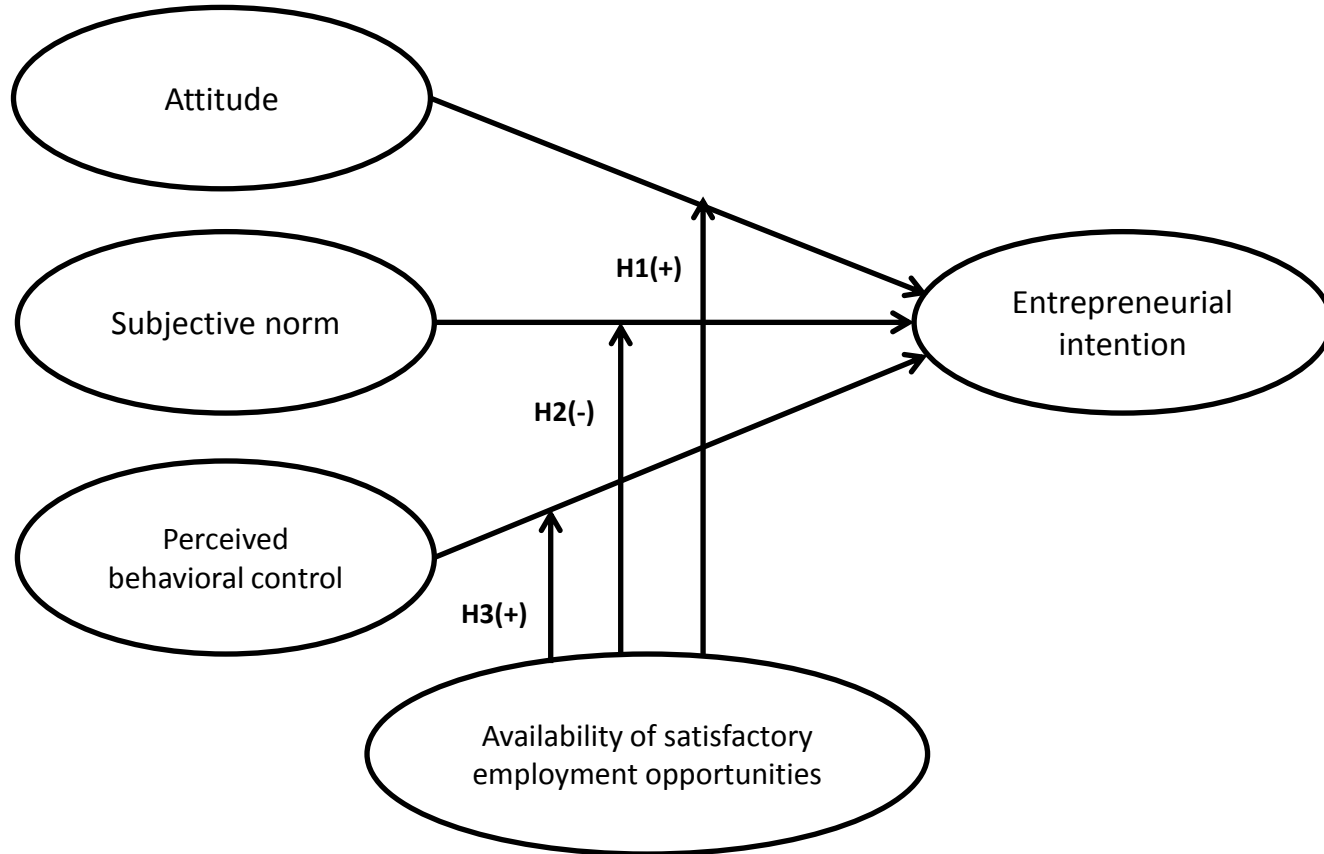 Attitude
H1(+)
Subjective norm
Entrepreneurial
intention
H2(-)
Perceived
behavioral control
H3(+)
Availability of satisfactory
employment opportunities